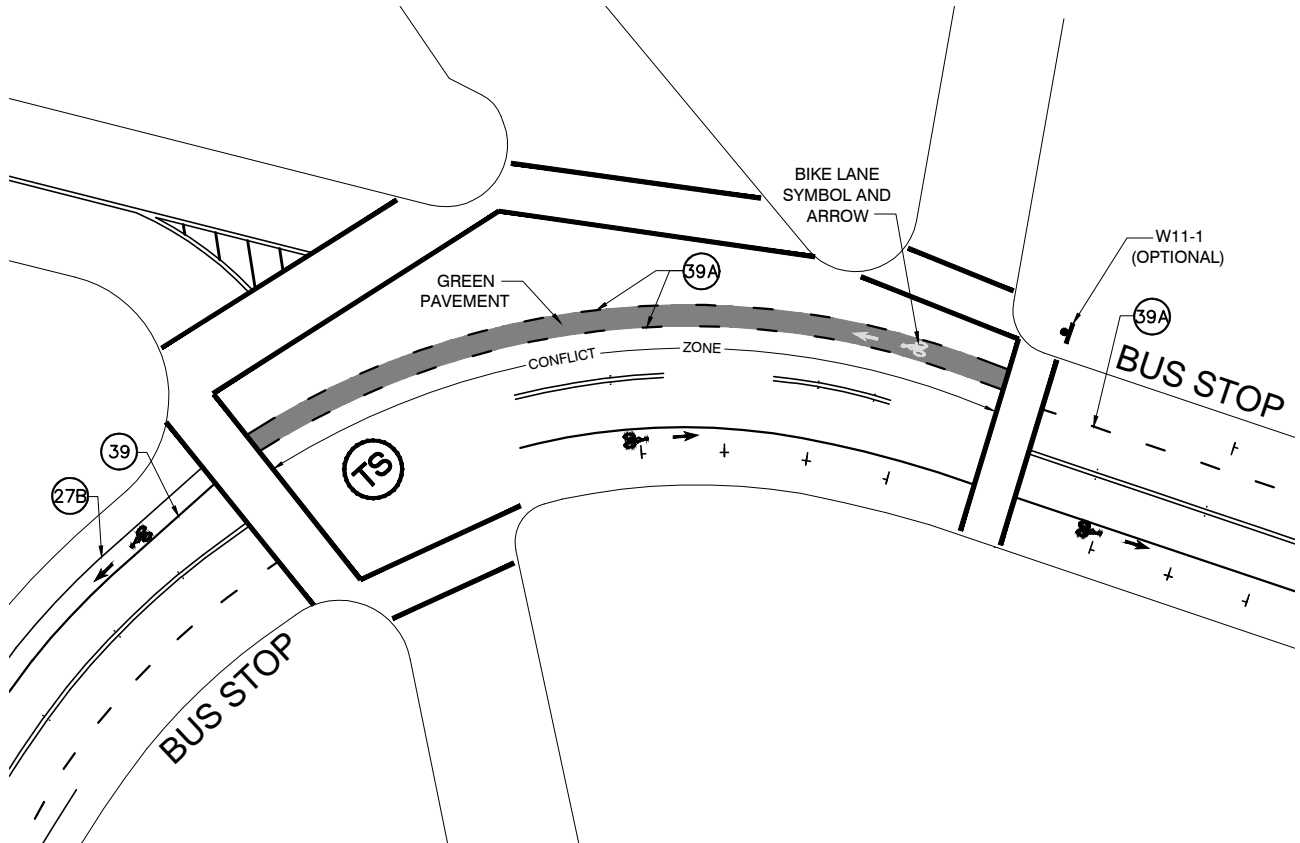 BIKE LANE
SYMBOL AND
ARROW
W11-1
(OPTIONAL)
39A
GREEN
PAVEMENT
39A
CONFLICT ZONE
BUS STOP
39
TS
27B
BUS STOP